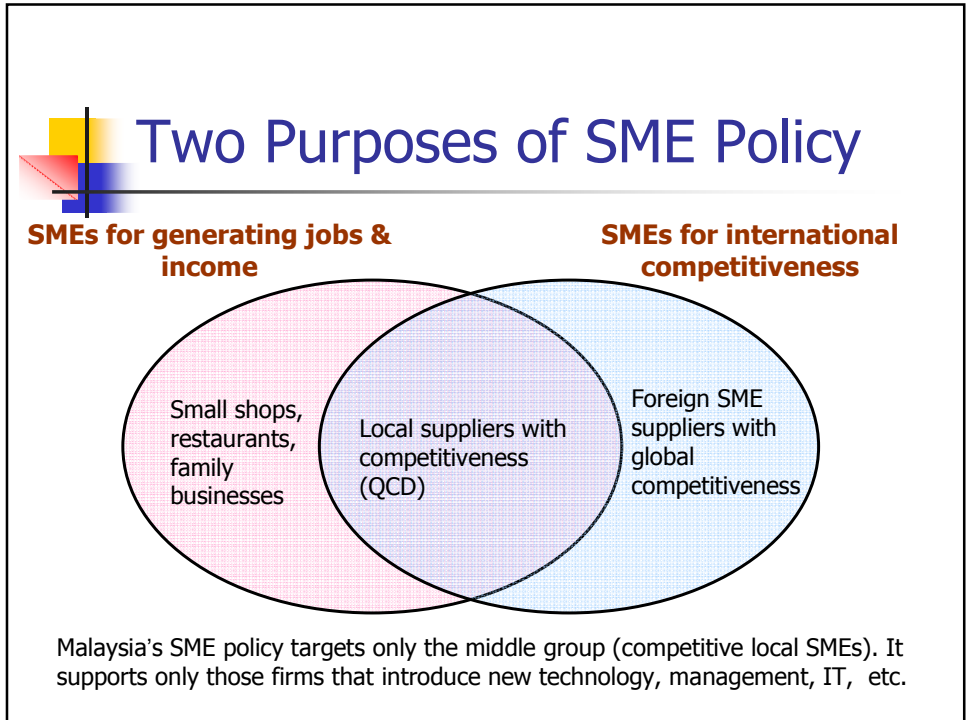 Two Purposes of SME Policy
SMEs for generating jobs &
income
SMEs for international
competitiveness
Small shops,
restaurants,
family
businesses
Local suppliers with
competitiveness
(QCD)
Foreign SME
suppliers with
global
competitiveness
Malaysia's SME policy targets only the middle group (competitive local SMEs). It
supports only those firms that introduce new technology, management, IT, etc.